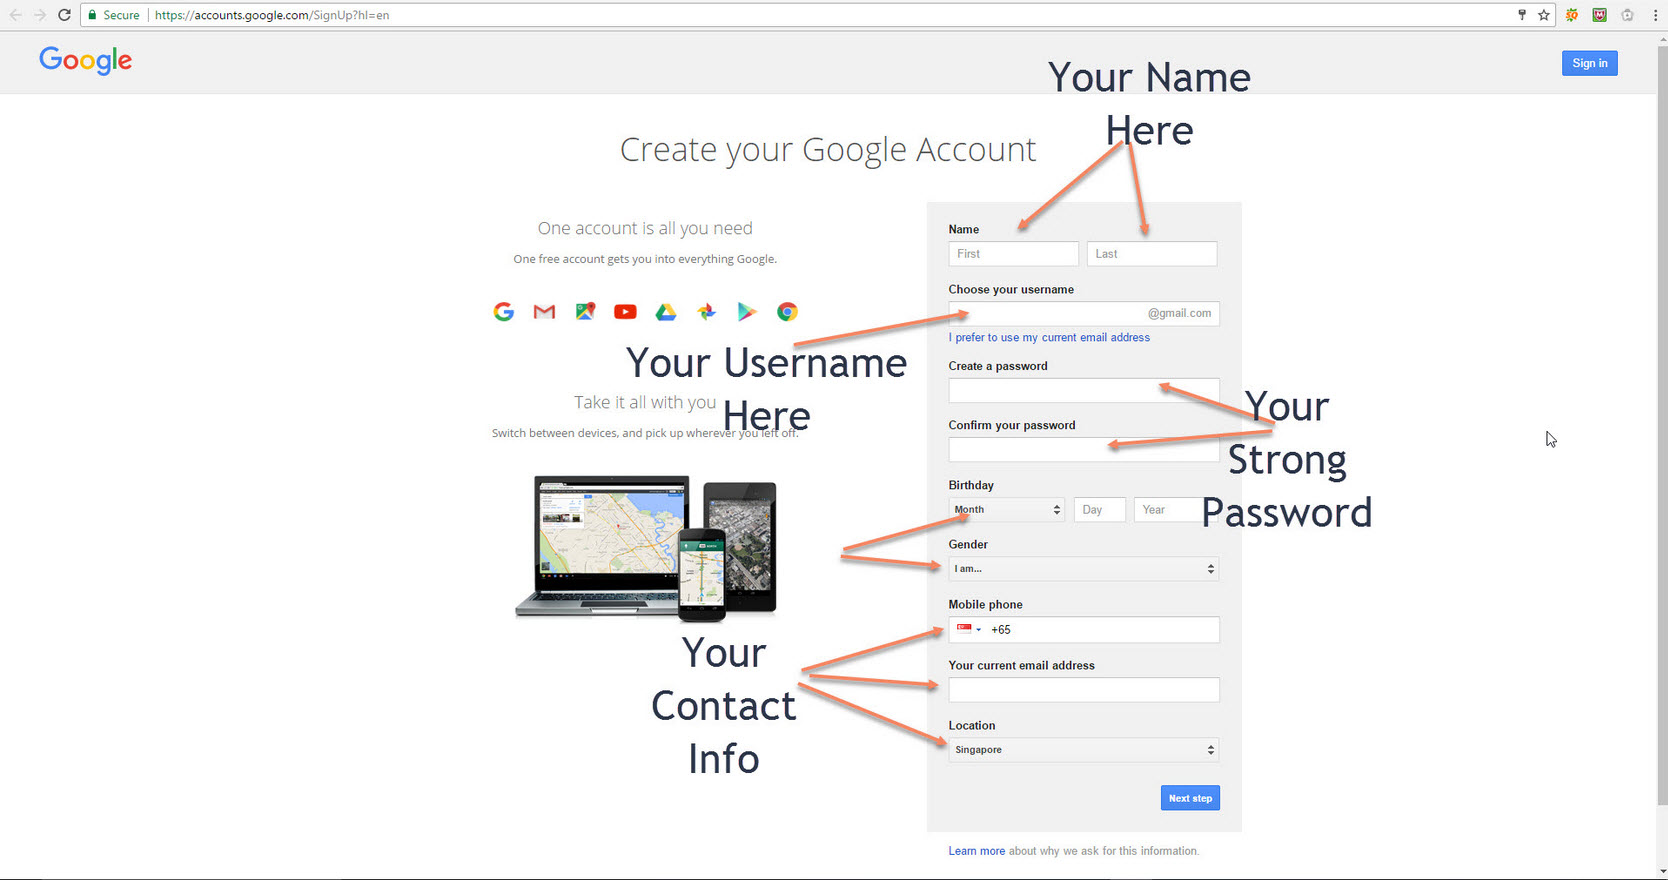 Secure
https://accounts.google.com/SignUp?hl=en
Google
Sign in
Your Name
Here
Create your Google Account
One account is all you need
One free account gets you into everything Google.
Your Username
Here
Take it all with you
Switch between devices, and pick up wherever you left off.
Name
First
Last
Choose your username
@gmail.com
I prefer to use my current email address
Create a password
Confirm your password
Your
Strong
Password
Birthday
Month
Day
Year
Gender
I am...
Mobile phone
+65
Your
Contact
Info
Your current email address
Location
Singapore
Next step
Learn more about why we ask for this information.